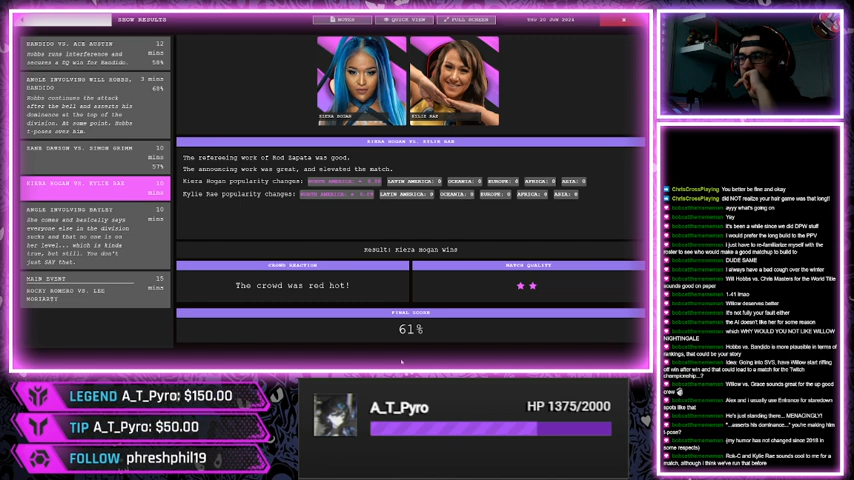 SHOW RESULTS
NOTES
QUICK VIEW
FULL SCREEN
THU 20 JUN 2024
BANDIDO VS. ACE AUSTIN
12 mins
Hobbs runs interference and
secures a DQ win for Bandido.
58%
ANGLE INVOLVING WILL HOBBS,
BANDIDO
3 mins
68%
Hobbs continues the attack
after the bell and asserts his
dominance at the top of the
division. At some point, Hobbs
t-poses over him.
ZANE DAWSON VS. SIMON GRIMM
10 mins
57%
KIERA HOGAN VS. KYLIE RAE
10 mins
ANGLE INVOLVING BAYLEY
10 mins
She comes and basically says
everyone else in the division
sucks and that no one is on
her level... which is kinda
true, but still. You don't
just SAY that.
MAIN EVENT
15 mins
ROCKY ROMERO VS. LEE
MORIARTY
KIERA HOGAN
KYLIE RAE
KIERA HOGAN VS. KYLIE RAE
The refereeing work of Rod Zapata was good.
The announcing work was great, and elevated the match.
Kiera Hogan popularity changes:
LATIN AMERICA: 0
OCEANIA: 0
EUROPE: 0
AFRICA: 0
ASIA: 0
Kylie Rae popularity changes:
LATIN AMERICA: 0
OCEANIA: 0
EUROPE: 0
AFRICA: 0
ASIA: 0
Result: Kiera Hogan wins
CROWD REACTION
MATCH QUALITY
The crowd was red hot!
FINAL SCORE
61%
ChrisCrossPlaying You better be fine and okay
ChrisCrossPlaying did NOT realize your hair game was that long!!
ayyy what's going on
Yay
It's been a while since we did DPW stuff
I would prefer the long build to the PPV
i just have to re-familiarize myself with the
roster to see who would make a good matchup to build to
DUDE SAME
I always have a bad cough over the winter
Will Hobbs vs. Chris Masters for the World Title
sounds good on paper
1-41 lmao
Willow deserves better
It's not fully your fault either
the AI doesn't like her for some reason
which WHY WOULD YOU NOT LIKE WILLOW
NIGHTINGALE
Hobbs vs. Bandido is more plausible in terms of
rankings, that could be your story
Idea: Going into SVS, have Willow start riffing
off win after win and that could lead to a match for the Twitch
championship...?
Willow vs. Grace sounds great for the up good
crew
Alex and i usually use Entrance for staredown
spots like that
He's just standing there... MENACINGLY!
"...asserts his dominance..." you're making him
t-pose?
(my humor has not changed since 2018 in
some respects)
Rok-C and Kylie Rae sounds cool to me for a
match, although i think we've run that before
LEGEND A_T_Pyro: $150.00
TIP A_T_Pyro: $50.00
FOLLOW phreshphil19
A_T_Pyro
HP 1375/2000